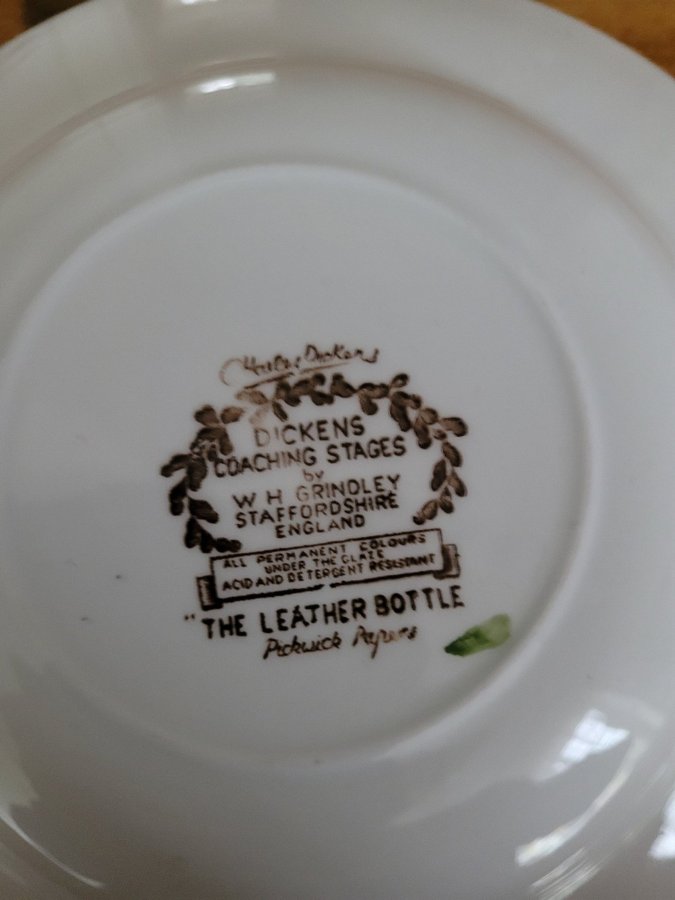 Charles Dickens
DICKENS
COACHING STAGES
by
W H GRINDLEY
STAFFORDSHIRE
ENGLAND
ALL PERMANENT COLOURS
UNDER THE GLAZE
ACID AND DETERGENT RESISTANT
"THE LEATHER BOTTLE
Pickwick Papers